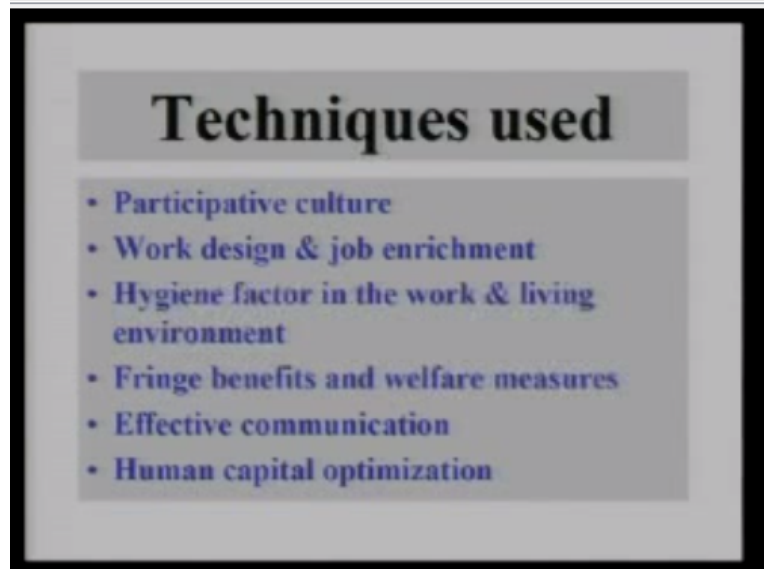 Techniques used
• Participative culture
• Work design & job enrichment
• Hygiene factor in the work & living
environment
• Fringe benefits and welfare measures
• Effective communication
• Human capital optimization